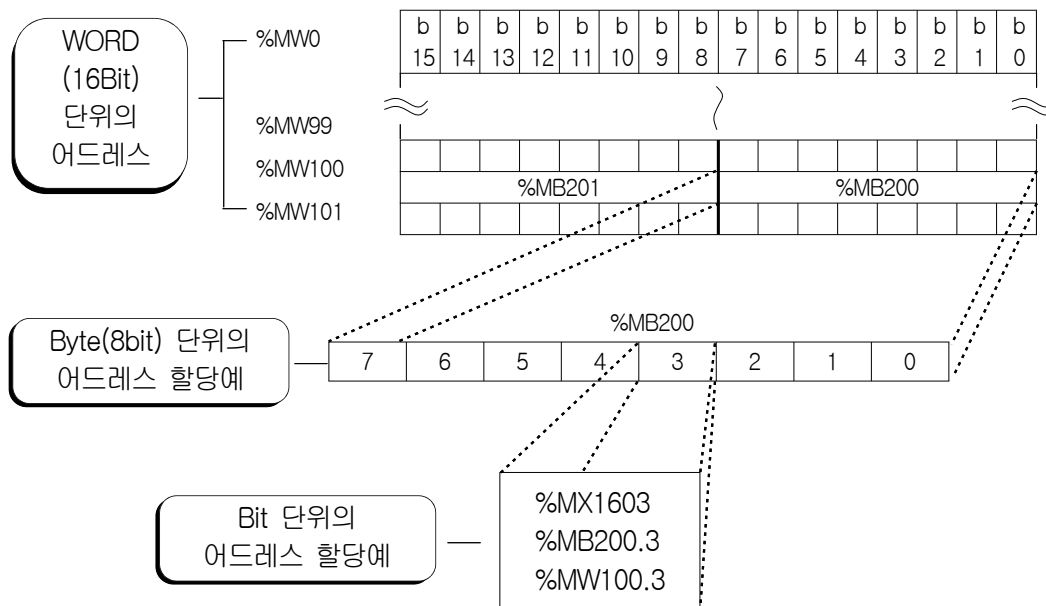 WORD
(16Bit)
단위의
어드레스
%MW0
%MW99
%MW100
%MW101
b b b b b b b b b b b b b b b b
15 14 13 12 11 10 9 8 7 6 5 4 3 2 1 0
%MB201 %MB200
%MB200
Byte(8bit) 단위의
어드레스 할당예
7 6 5 4 3 2 1 0
Bit 단위의
어드레스 할당예
%MX1603
%MB200.3
%MW100.3